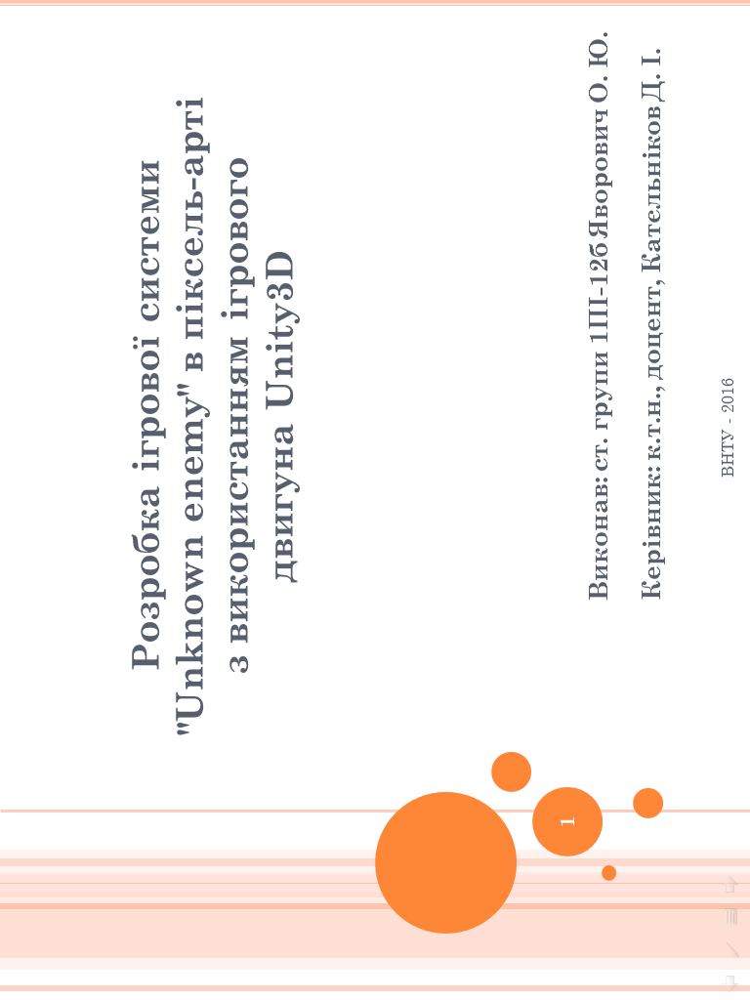 Розробка ігрової системи
"Unknown enemy" в піксель-арті
з використанням ігрового
двигуна Unity3D
Виконав: ст. групи 1ПІ-12б Яворович О. Ю.
Керівник: к.т.н., доцент, Катєльніков Д. І.
ВНТУ - 2016
1